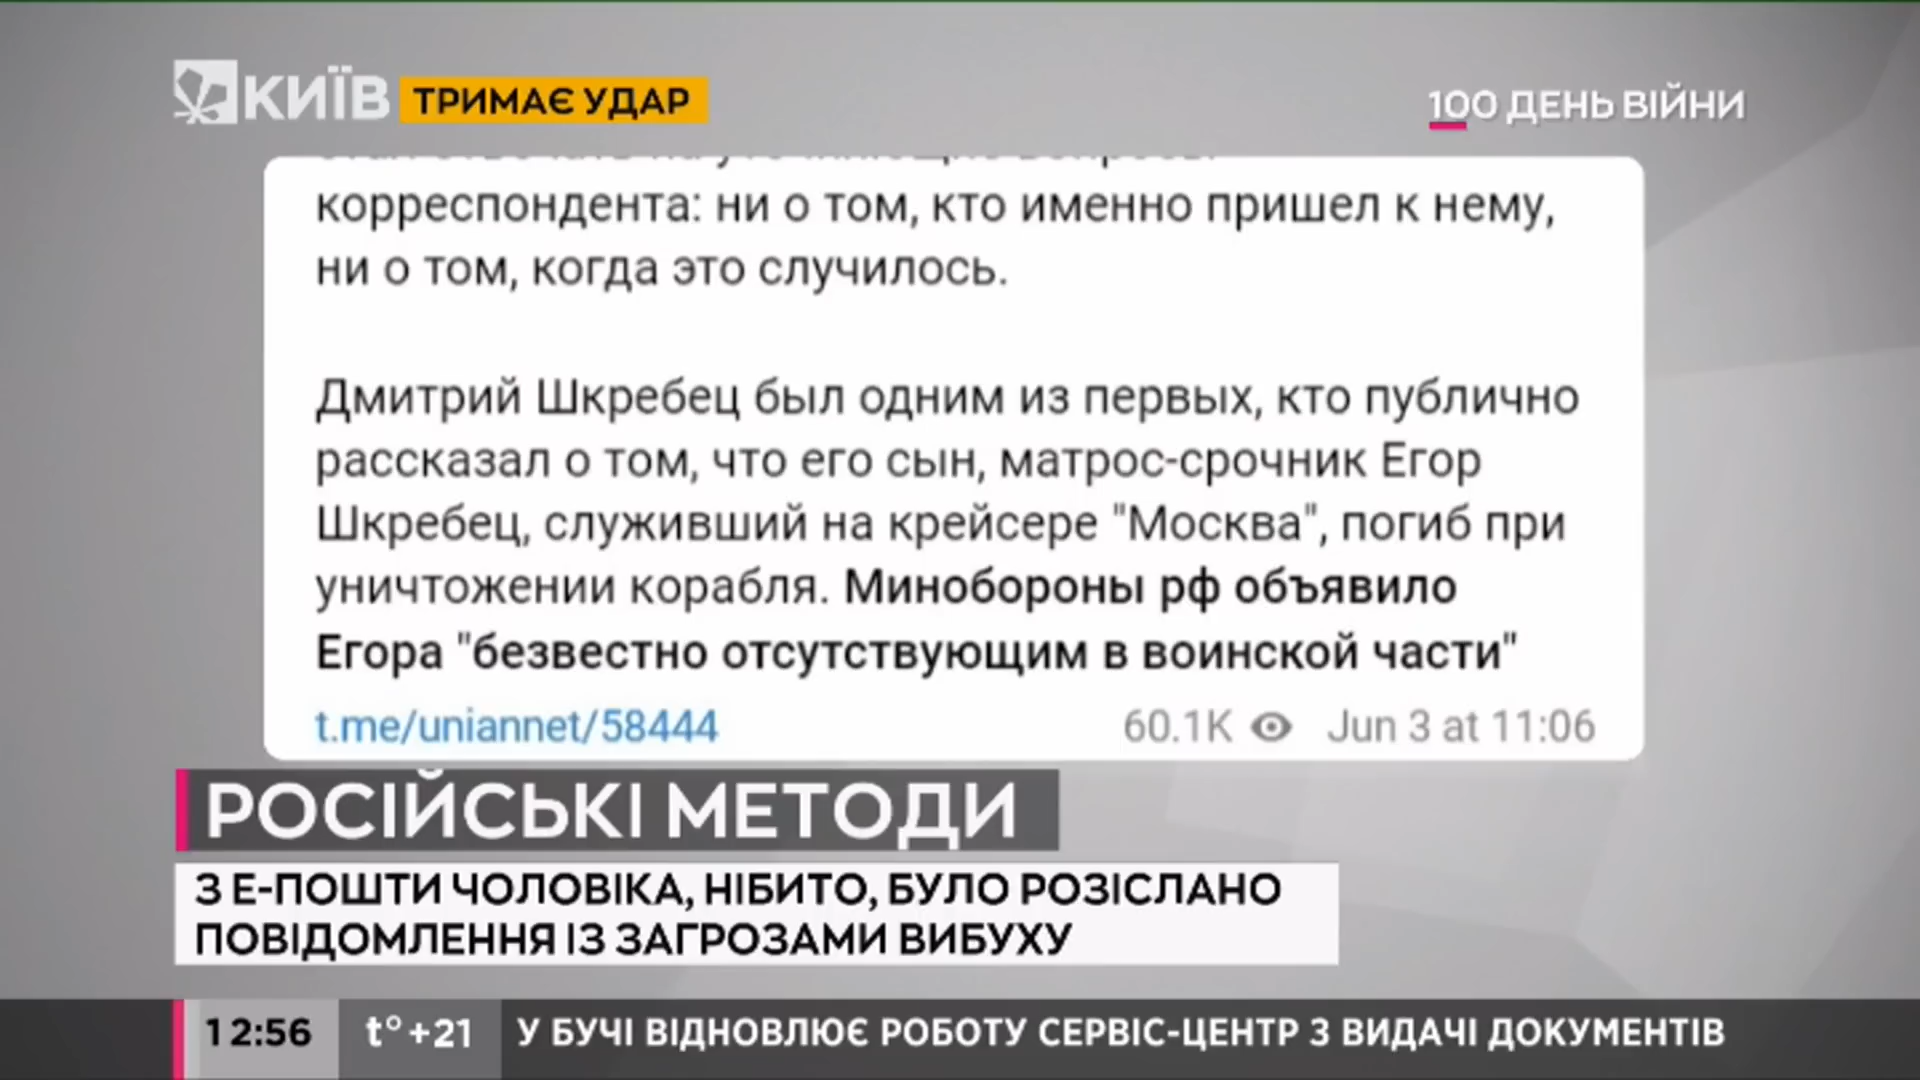 КИЇВ ТРИМАЄ УДАР
100 ДЕНЬ ВІЙНИ
корреспондента: ни о том, кто именно пришел к нему,
ни о том, когда это случилось.
Дмитрий Шкребец был одним из первых, кто публично
рассказал о том, что его сын, матрос-срочник Егор
Шкребец, служивший на крейсере "Москва", погиб при
уничтожении корабля. Минобороны рф объявило
Егора "безвестно отсутствующим в воинской части"
t.me/uniannet/58444 60.1K Jun 3 at 11:06
РОСІЙСЬКІ МЕТОДИ
З Е-ПОШТИ ЧОЛОВІКА, НІБИТО, БУЛО РОЗІСЛАНО
ПОВІДОМЛЕННЯ ІЗ ЗАГРОЗАМИ ВИБУХУ
12:56 t° +21 У БУЧІ ВІДНОВЛЮЄ РОБОТУ СЕРВІС-ЦЕНТР З ВИДАЧІ ДОКУМЕНТІВ